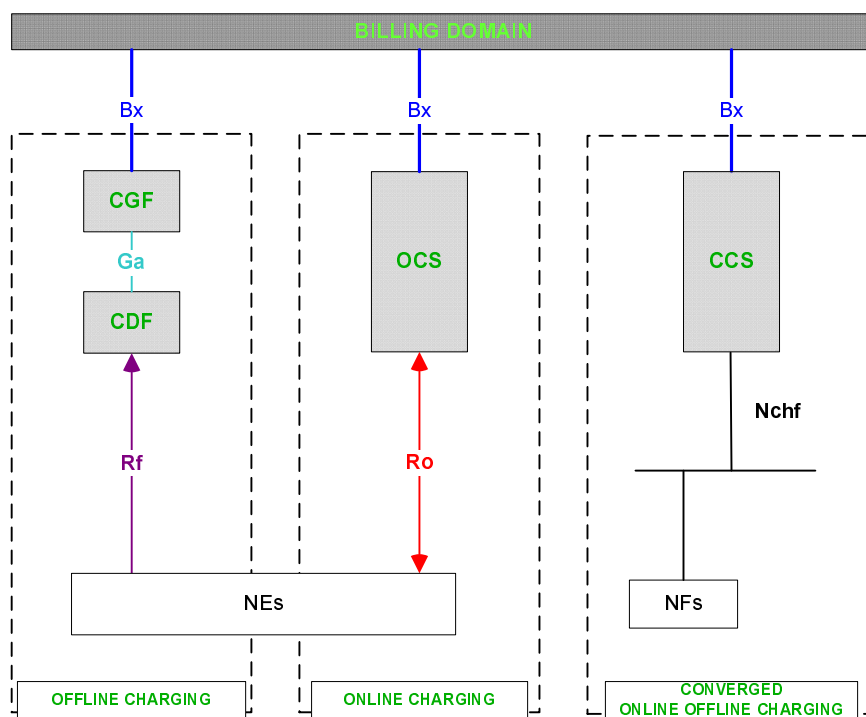 BILLING DOMAIN
Bx
Bx
Bx
CGF
Ga
CDF
OCS
CCS
Rf
Ro
Nchf
NEs
NFs
OFFLINE CHARGING
ONLINE CHARGING
CONVERGED
ONLINE OFFLINE CHARGING